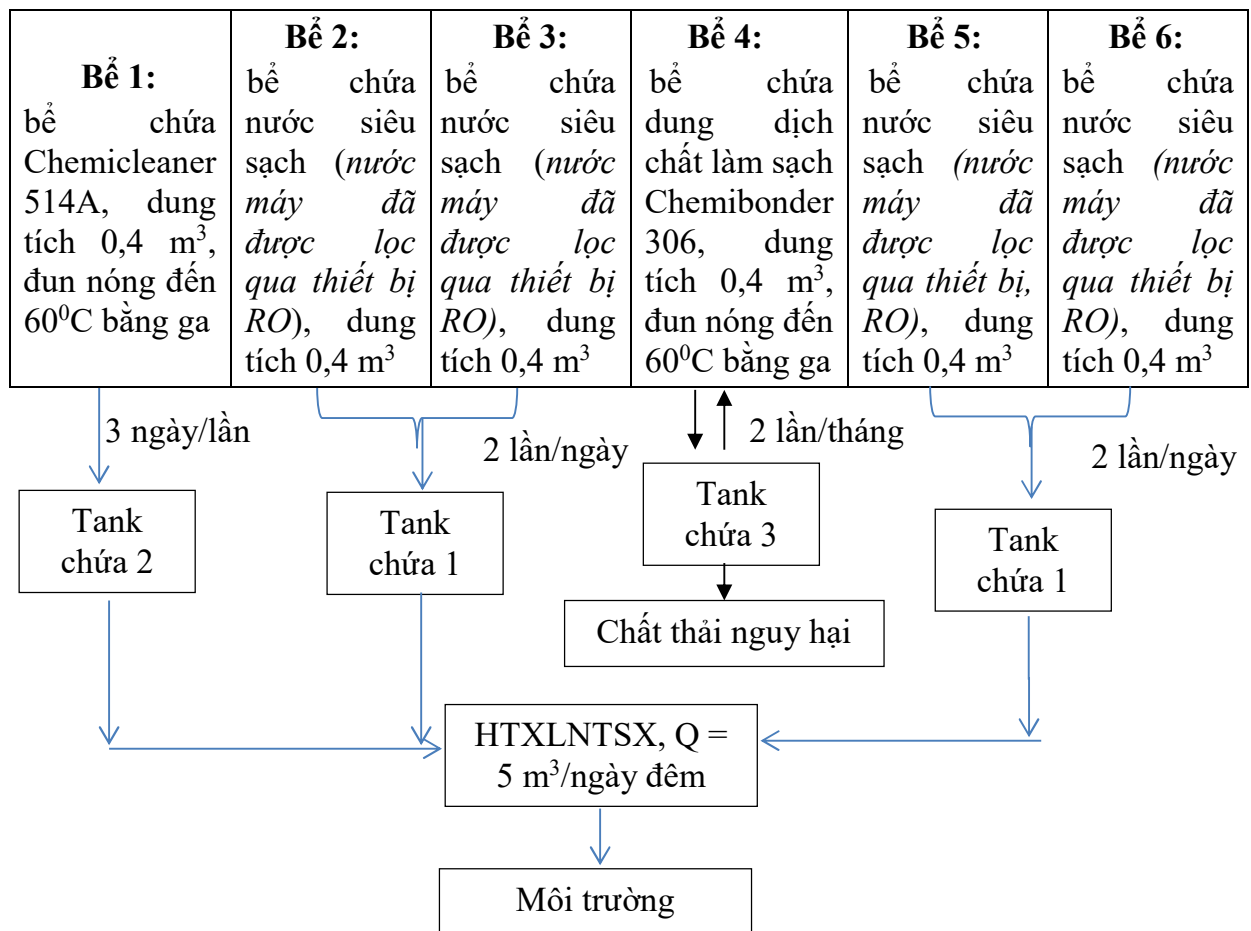 Bể 1:
bể chứa
Chemicleaner
514A, dung
tích 0,4 m³,
đun nóng đến
60⁰C bằng ga
Bể 2:
bể chứa
nước siêu
sạch (nước
máy đã
được lọc
qua thiết bị
RO), dung
tích 0,4 m³
Bể 3:
bể chứa
nước siêu
sạch (nước
máy đã
được lọc
qua thiết bị
RO), dung
tích 0,4 m³
Bể 4:
bể chứa
dung dịch
chất làm sạch
Chemibonder
306, dung
tích 0,4 m³,
đun nóng đến
60⁰C bằng ga
Bể 5:
bể chứa
nước siêu
sạch (nước
máy đã
được lọc
qua thiết bị,
RO), dung
tích 0,4 m³
Bể 6:
bể chứa
nước siêu
sạch (nước
máy đã
được lọc
qua thiết bị
RO), dung
tích 0,4 m³
3 ngày/lần
2 lần/ngày
2 lần/tháng
2 lần/ngày
Tank
chứa 2
Tank
chứa 1
Tank
chứa 3
Tank
chứa 1
Chất thải nguy hại
HTXLNTSX, Q =
5 m³/ngày đêm
Môi trường